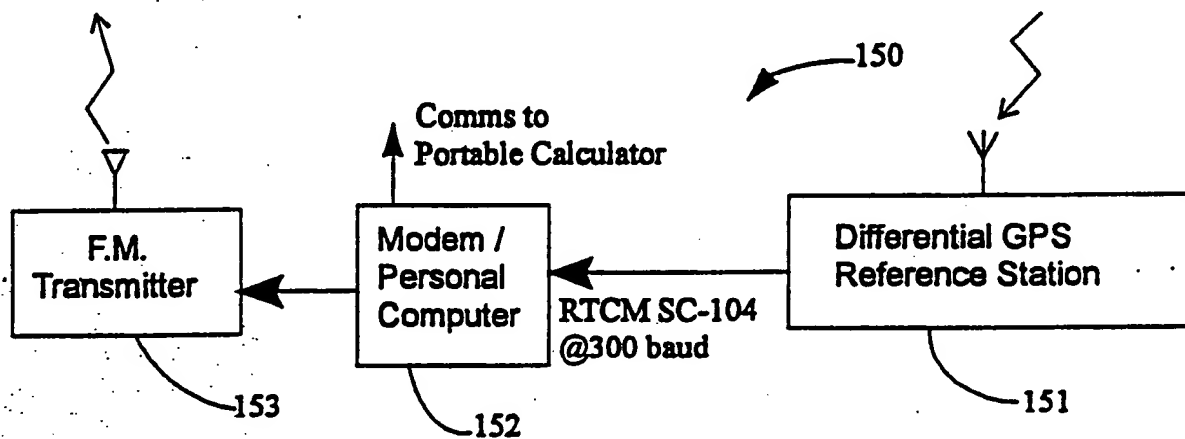 150
Comms to
Portable Calculator
F.M.
Transmitter
Modem /
Personal
Computer
RTCM SC-104
@300 baud
Differential GPS
Reference Station
153
152
151